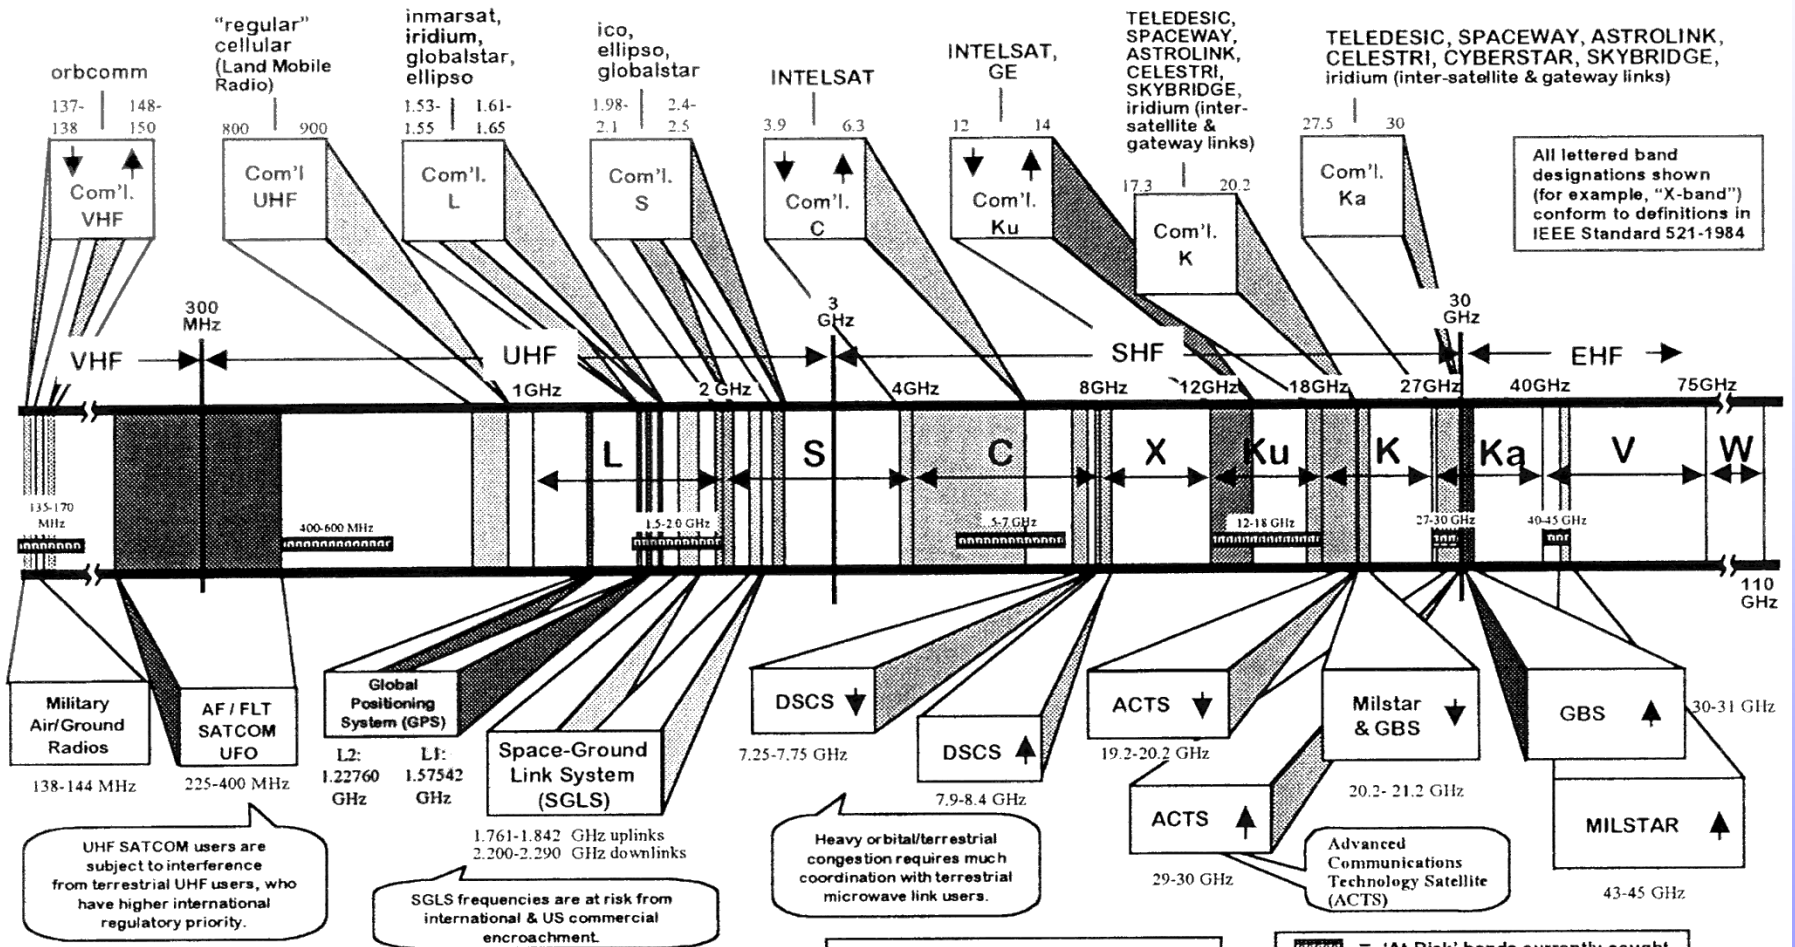 orbcomm
137-
138
148-
150
Com'l.
VHF
"regular"
cellular
(Land Mobile
Radio)
800
900
Com'l
UHF
inmarsat,
iridium,
globalstar,
ellipso
1.53-
1.55
1.61-
1.65
Com'l.
L
ico,
ellipso,
globalstar
1.98-
2.1
2.4-
2.5
Com'l.
S
INTELSAT
3.9
6.3
Com'l.
C
INTELSAT,
GE
12
14
Com'l.
Ku
TELEDESIC,
SPACEWAY,
ASTROLINK,
CELESTRI,
SKYBRIDGE,
iridium (inter-
satellite &
gateway links)
17.3
20.2
Com'l.
K
TELEDESIC, SPACEWAY, ASTROLINK,
CELESTRI, CYBERSTAR, SKYBRIDGE,
iridium (inter-satellite & gateway links)
27.5
30
Com'l.
Ka
All lettered band
designations shown
(for example, "X-band")
conform to definitions in
IEEE Standard 521-1984
300
MHz
3
GHz
30
GHz
VHF
UHF
SHF
EHF
1GHz
2 GHz
4GHz
8GHz
12GHz
18GHz
27GHz
40GHz
75GHz
L
S
C
X
Ku
K
Ka
V
W
135-170
MHz
400-600 MHz
1.5-2.0 GHz
5-7 GHz
12-18 GHz
27-30 GHz
40-45 GHz
110
GHz
Military
Air/Ground
Radios
138-144 MHz
AF / FLT
SATCOM
UFO
225-400 MHz
Global
Positioning
System (GPS)
L2:
1.22760
GHz
L1:
1.57542
GHz
Space-Ground
Link System
(SGLS)
1.761-1.842 GHz uplinks
2.200-2.290 GHz downlinks
DSCS
7.25-7.75 GHz
DSCS
7.9-8.4 GHz
ACTS
19.2-20.2 GHz
ACTS
29-30 GHz
Milstar
& GBS
20.2- 21.2 GHz
GBS
30-31 GHz
MILSTAR
43-45 GHz
UHF SATCOM users are
subject to interference
from terrestrial UHF users, who
have higher international
regulatory priority.
SGLS frequencies are at risk from
international & US commercial
encroachment.
Heavy orbital/terrestrial
congestion requires much
coordination with terrestrial
microwave link users.
Advanced
Communications
Technology Satellite
(ACTS)
= 'At Risk' bands currently sought